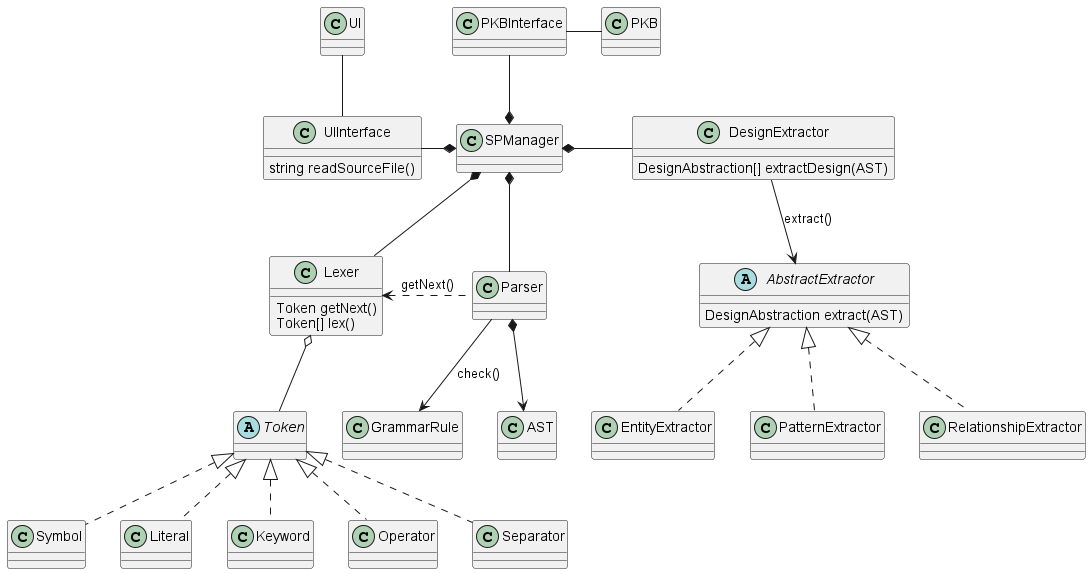 C UI
C PKBInterface
C PKB
C UIInterface
string readSourceFile()
C SPManager
C DesignExtractor
DesignAbstraction[] extractDesign(AST)
extract()
C Lexer
Token getNext()
Token[] lex()
getNext()
C Parser
A AbstractExtractor
DesignAbstraction extract(AST)
check()
A Token
C GrammarRule
C AST
C EntityExtractor
C PatternExtractor
C RelationshipExtractor
C Symbol
C Literal
C Keyword
C Operator
C Separator